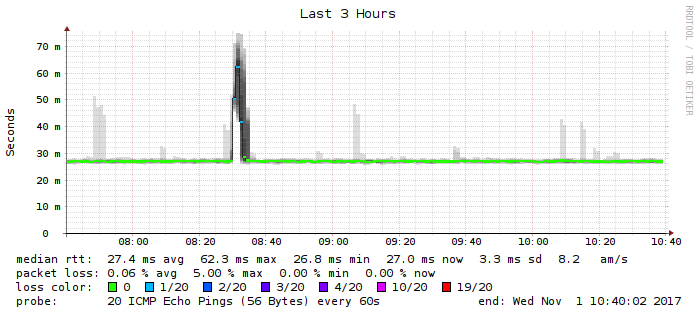 Last 3 Hours
RRDTOOL / TOBI OETIKER
Seconds
70 m
60 m
50 m
40 m
30 m
20 m
10 m
0
08:00 08:20 08:40 09:00 09:20 09:40 10:00 10:20 10:40
median rtt: 27.4 ms avg 62.3 ms max 26.8 ms min 27.0 ms now 3.3 ms sd 8.2 am/s
packet loss: 0.06 % avg 5.00 % max 0.00 % min 0.00 % now
loss color: 0 1/20 2/20 3/20 4/20 10/20 19/20
probe: 20 ICMP Echo Pings (56 Bytes) every 60s end: Wed Nov 1 10:40:02 2017